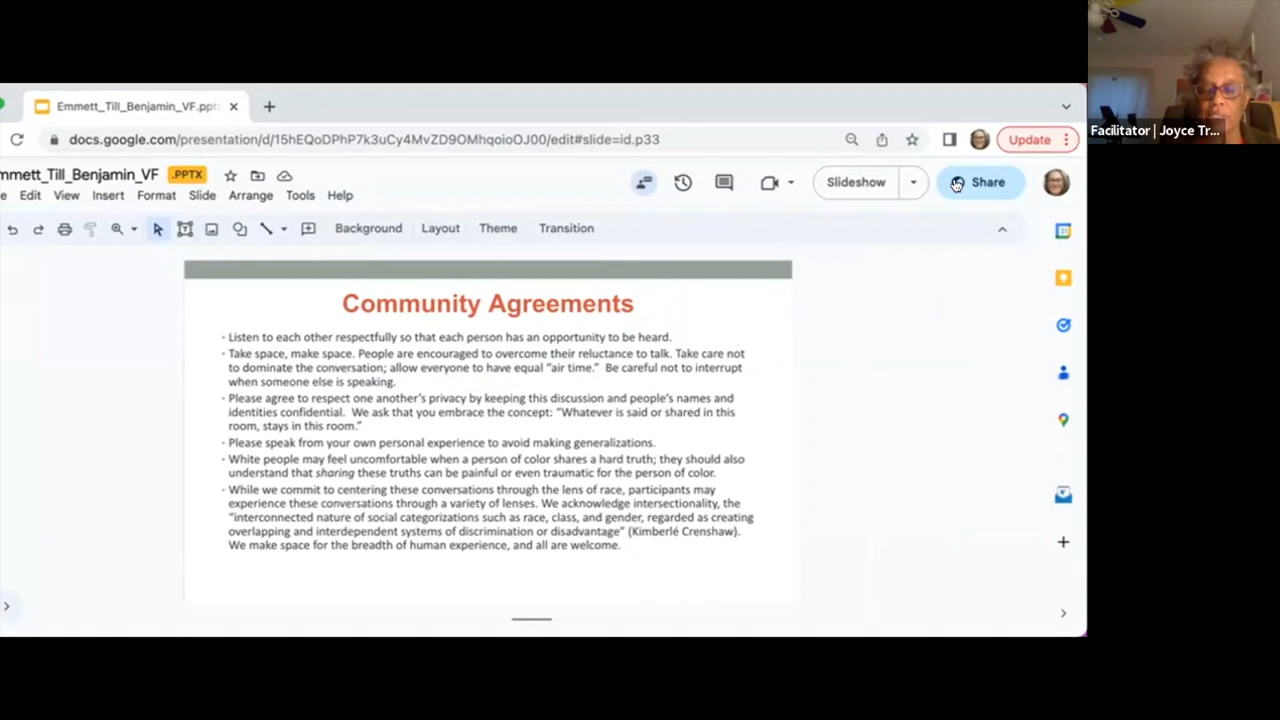 Emmett_Till_Benjamin_VF.ppt
docs.google.com/presentation/d/15hEQoDPhP7k3uCy4MvZD9OMhqoioOJ00/edit#slide=id.p33
Update
mmett_Till_Benjamin_VF .PPTX
Edit View Insert Format Slide Arrange Tools Help
Slideshow
Share
Background Layout Theme Transition
Community Agreements
· Listen to each other respectfully so that each person has an opportunity to be heard.
· Take space, make space. People are encouraged to overcome their reluctance to talk. Take care not
to dominate the conversation; allow everyone to have equal “air time.” Be careful not to interrupt
when someone else is speaking.
· Please agree to respect one another’s privacy by keeping this discussion and people’s names and
identities confidential. We ask that you embrace the concept: “Whatever is said or shared in this
room, stays in this room.”
· Please speak from your own personal experience to avoid making generalizations.
· White people may feel uncomfortable when a person of color shares a hard truth; they should also
understand that sharing these truths can be painful or even traumatic for the person of color.
· While we commit to centering these conversations through the lens of race, participants may
experience these conversations through a variety of lenses. We acknowledge intersectionality, the
“interconnected nature of social categorizations such as race, class, and gender, regarded as creating
overlapping and interdependent systems of discrimination or disadvantage” (Kimberlé Crenshaw).
We make space for the breadth of human experience, and all are welcome.
Facilitator | Joyce Tr...